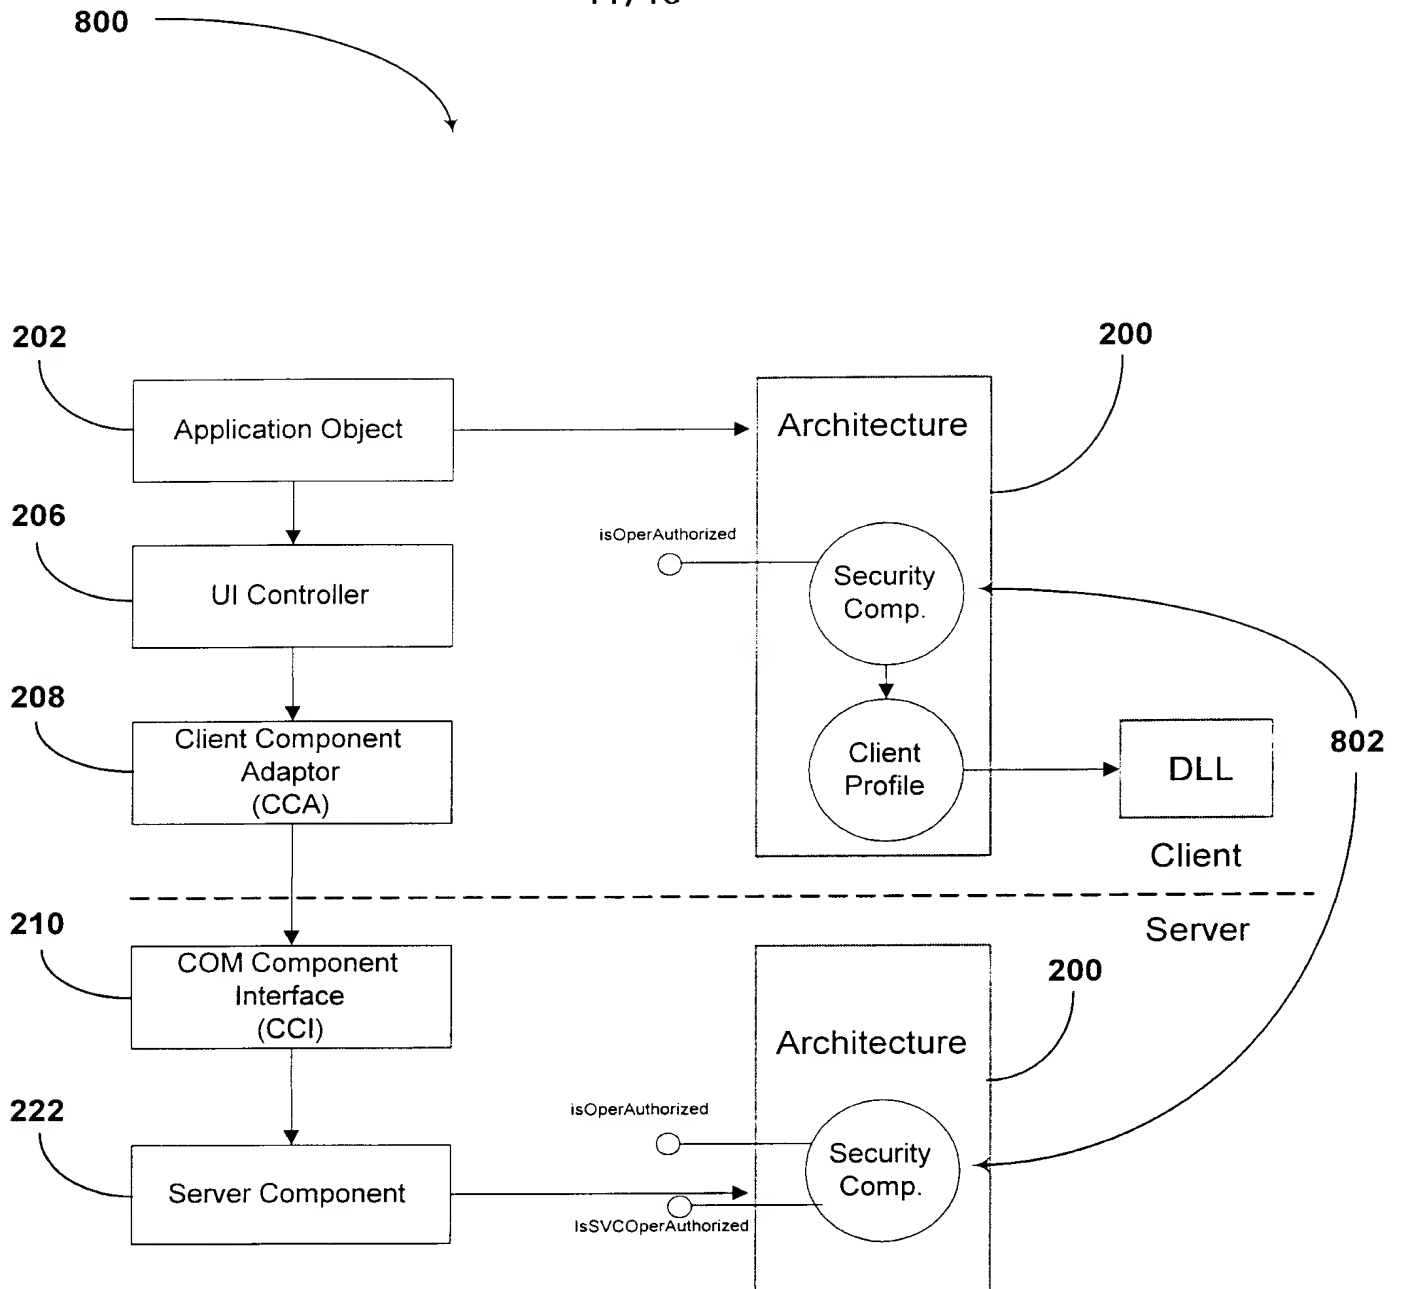 800
202
200
Application Object
Architecture
206
isOperAuthorized
UI Controller
Security
Comp.
208
Client Component
Adaptor
(CCA)
Client
Profile
DLL
802
Client
210
Server
COM Component
Interface
(CCI)
200
Architecture
222
isOperAuthorized
Server Component
Security
Comp.
IsSVCOperAuthorized